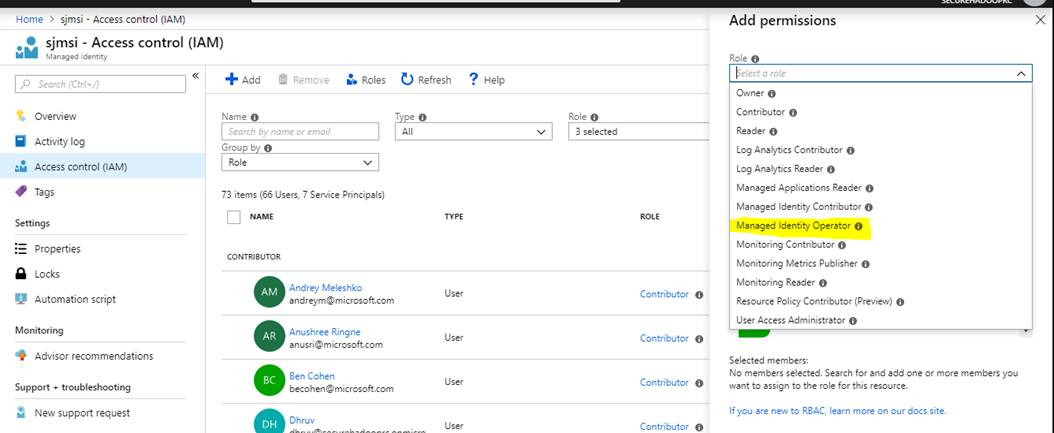 SECUREHADOOPRC
Home > sjmsi - Access control (IAM)
sjmsi - Access control (IAM)
Managed Identity
Search (Ctrl+/)
Overview
Activity log
Access control (IAM)
Tags
Settings
Properties
Locks
Automation script
Monitoring
Advisor recommendations
Support + troubleshooting
New support request
Add
Remove
Roles
Refresh
Help
Name
Search by name or email
Type
All
Role
3 selected
Group by
Role
73 items (66 Users, 7 Service Principals)
NAME TYPE ROLE
CONTRIBUTOR
AM Andrey Meleshko User Contributor
andreym@microsoft.com
AR Anushree Ringne User Contributor
anusri@microsoft.com
BC Ben Cohen User Contributor
becohen@microsoft.com
DH Dhruv
Add permissions
Role
Select a role
Owner
Contributor
Reader
Log Analytics Contributor
Log Analytics Reader
Managed Applications Reader
Managed Identity Contributor
Managed Identity Operator
Monitoring Contributor
Monitoring Metrics Publisher
Monitoring Reader
Resource Policy Contributor (Preview)
User Access Administrator
Selected members:
No members selected. Search for and add one or more members you
want to assign to the role for this resource.
If you are new to RBAC, learn more on our docs site.